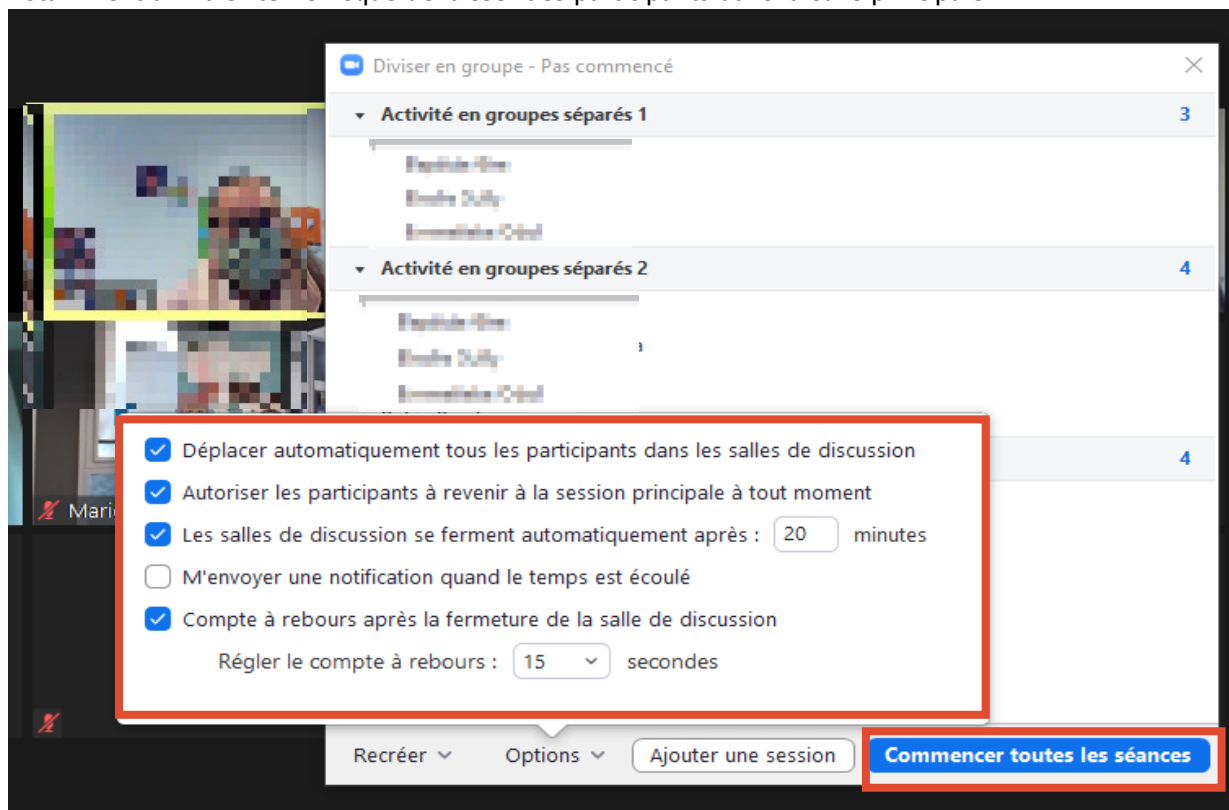 Diviser en groupe - Pas commencé
Activité en groupes séparés 1 3
Activité en groupes séparés 2 4
4
Déplacer automatiquement tous les participants dans les salles de discussion
Autoriser les participants à revenir à la session principale à tout moment
Mari
Les salles de discussion se ferment automatiquement après : 20 minutes
M'envoyer une notification quand le temps est écoulé
Compte à rebours après la fermeture de la salle de discussion
Régler le compte à rebours : 15 secondes
Recréer Options Ajouter une session Commencer toutes les séances